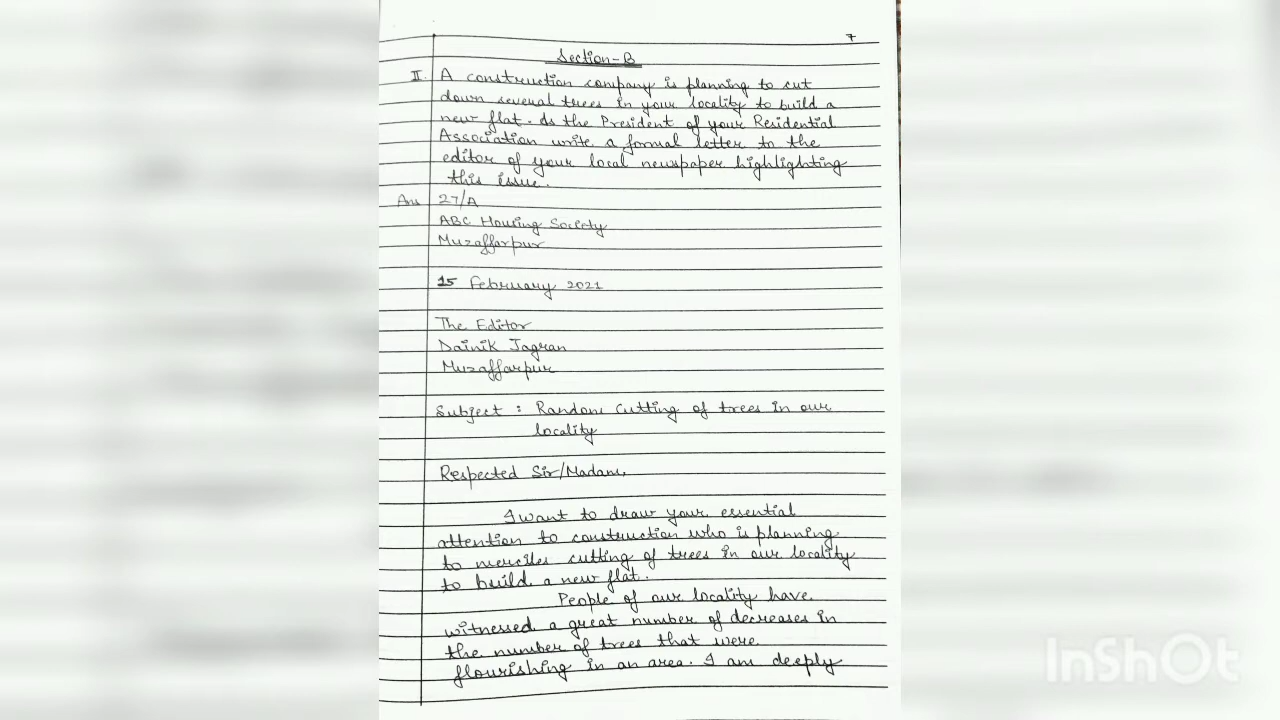 7
Section-B
II. A construction company is planning to cut
down several trees in your locality to build a
new flat. As the President of your Residential
Association write a formal letter to the
editor of your local newspaper highlighting
this issue.
Ans 27/A
ABC Housing Society
Muzaffarpur
15 February 2021
The Editor
Dainik Jagran
Muzaffarpur
Subject : Random cutting of trees in our
locality
Respected Sir/Madam,
I want to draw your essential
attention to construction who is planning
to merciles cutting of trees in our locality
to build a new flat.
People of our locality have
witnessed a great number of decreases in
the number of trees that were
flourishing in an area. I am deeply
InShOt